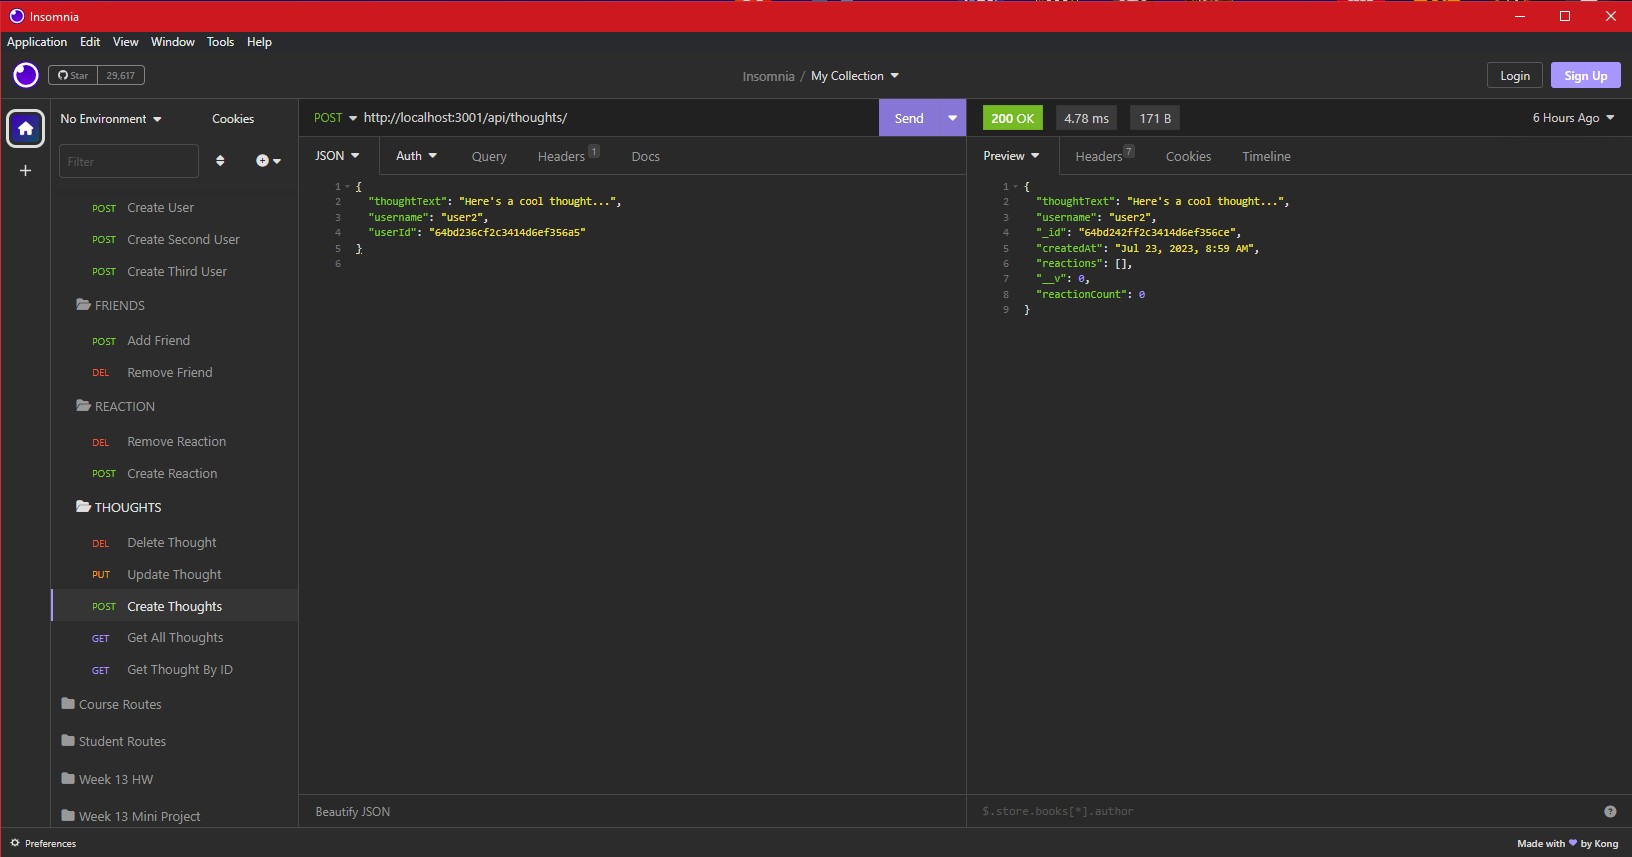 Insomnia
Application Edit View Window Tools Help
Star 29,617
Insomnia / My Collection
Login Sign Up
No Environment Cookies
Filter
POST Create User
POST Create Second User
POST Create Third User
FRIENDS
POST Add Friend
DEL Remove Friend
REACTION
DEL Remove Reaction
POST Create Reaction
THOUGHTS
DEL Delete Thought
PUT Update Thought
POST Create Thoughts
GET Get All Thoughts
GET Get Thought By ID
Course Routes
Student Routes
Week 13 HW
Week 13 Mini Project
Preferences
POST http://localhost:3001/api/thoughts/ Send
JSON Auth Query Headers 1 Docs
1 {
2 "thoughtText": "Here's a cool thought...",
3 "username": "user2",
4 "userId": "64bd236cf2c3414d6ef356a5"
5 }
6
Beautify JSON
200 OK 4.78 ms 171 B 6 Hours Ago
Preview Headers 7 Cookies Timeline
1 {
2 "thoughtText": "Here's a cool thought...",
3 "username": "user2",
4 "_id": "64bd242ff2c3414d6ef356ce",
5 "createdAt": "Jul 23, 2023, 8:59 AM",
6 "reactions": [],
7 "__v": 0,
8 "reactionCount": 0
9 }
$.store.books[*].author
Made with ♥ by Kong